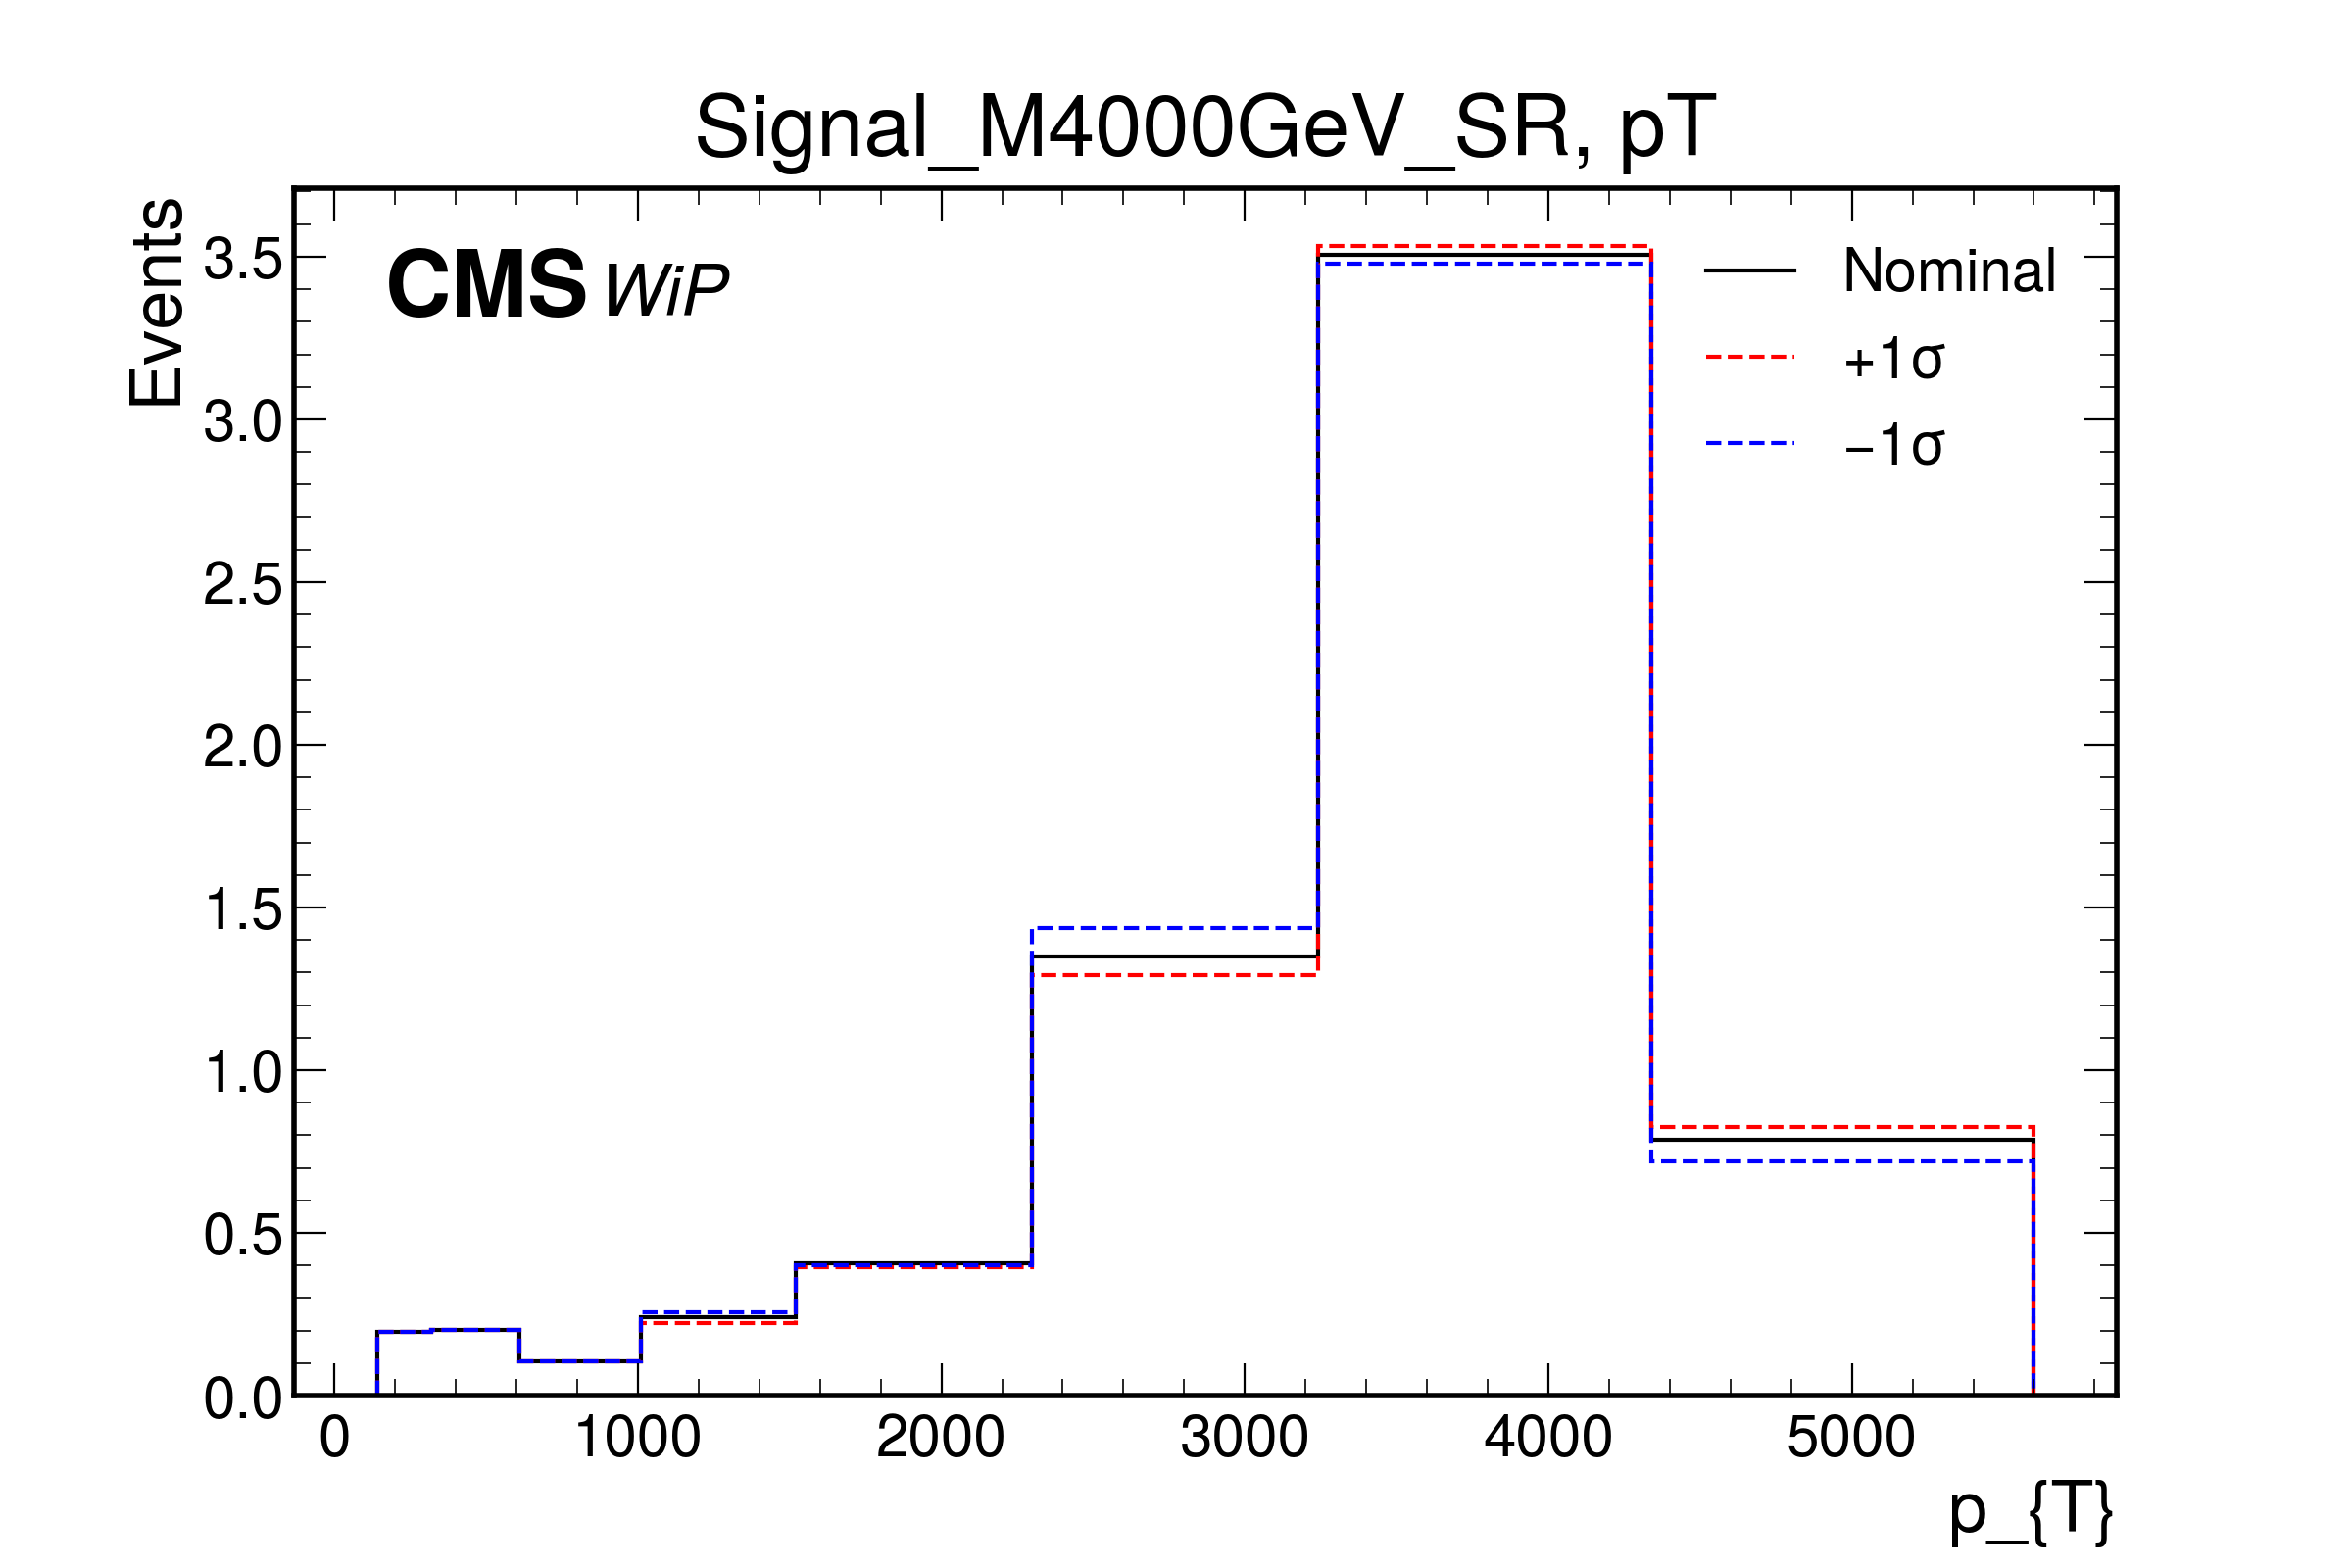 Signal_M4000GeV_SR, pT
Events
CMS WiP
Nominal
+1σ
−1σ
3.5
3.0
2.5
2.0
1.5
1.0
0.5
0.0
0 1000 2000 3000 4000 5000
p_{T}